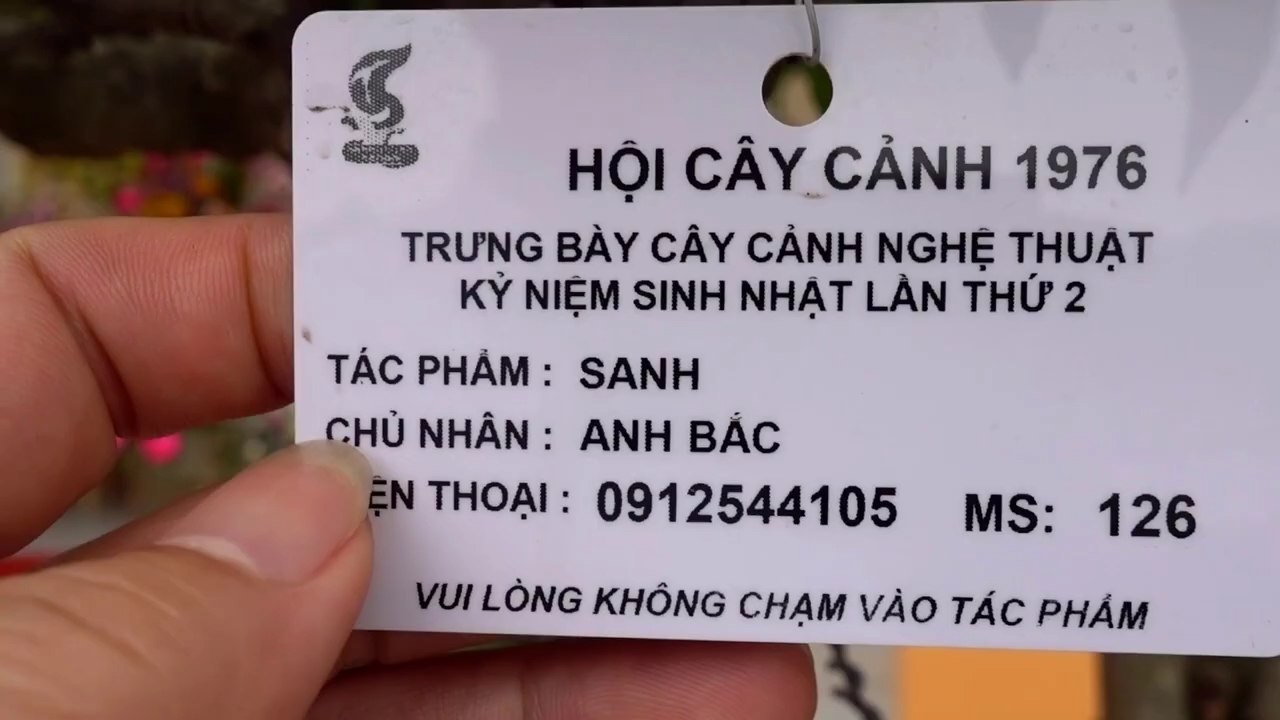 HỘI CÂY CẢNH 1976
TRƯNG BÀY CÂY CẢNH NGHỆ THUẬT
KỶ NIỆM SINH NHẬT LẦN THỨ 2
TÁC PHẨM : SANH
CHỦ NHÂN : ANH BẮC
THOẠI : 0912544105 MS: 126
VUI LÒNG KHÔNG CHẠM VÀO TÁC PHẨM